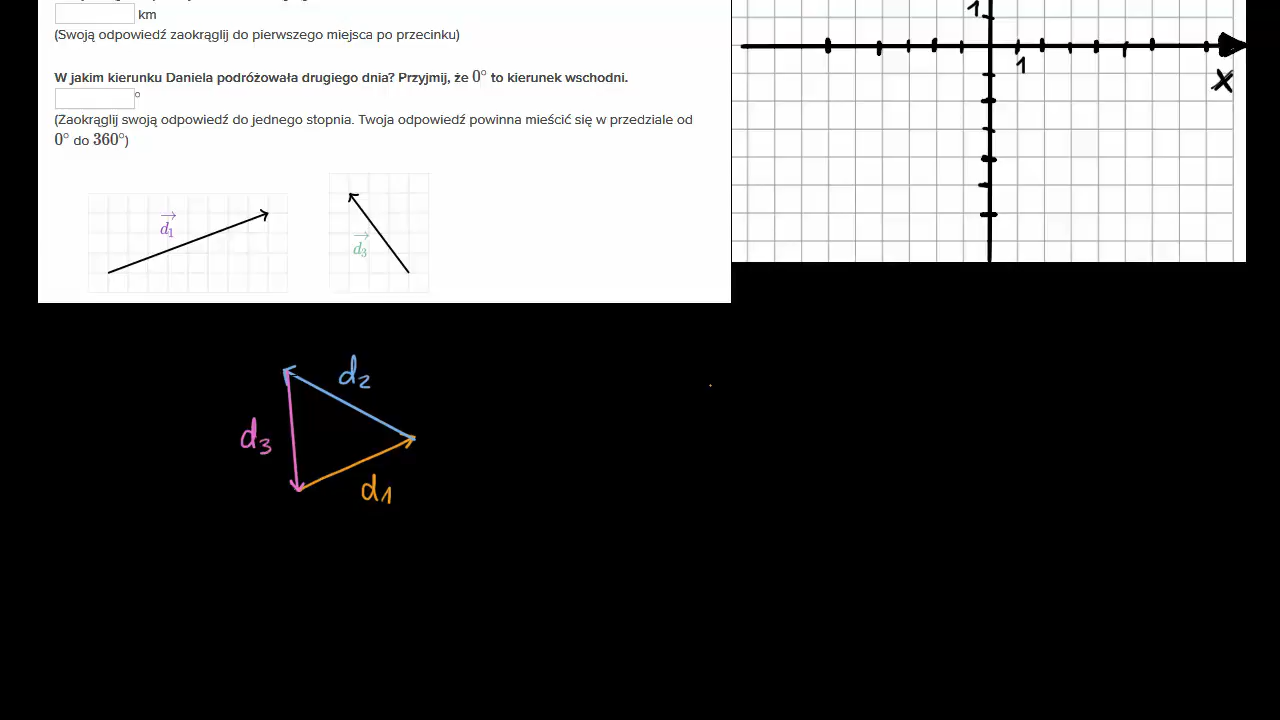 km
(Swoją odpowiedź zaokrąglij do pierwszego miejsca po przecinku)
W jakim kierunku Daniela podróżowała drugiego dnia? Przyjmij, że 0° to kierunek wschodni.
°
(Zaokrąglij swoją odpowiedź do jednego stopnia. Twoja odpowiedź powinna mieścić się w przedziale od
0° do 360°)
d1
d3
1
1
x
d2
d3
d1